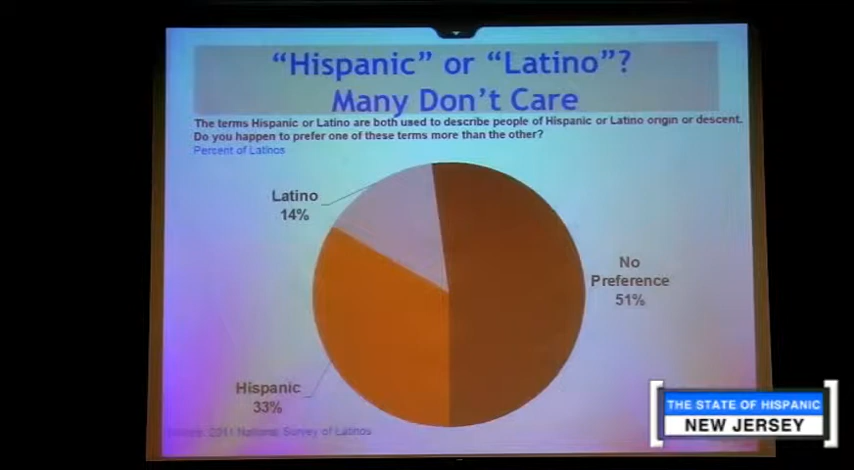 "Hispanic" or "Latino"?
Many Don't Care
The terms Hispanic or Latino are both used to describe people of Hispanic or Latino origin or descent.
Do you happen to prefer one of these terms more than the other?
Percent of Latinos
Latino
14%
No
Preference
51%
Hispanic
33%
2011 National Survey of Latinos
THE STATE OF HISPANIC
NEW JERSEY